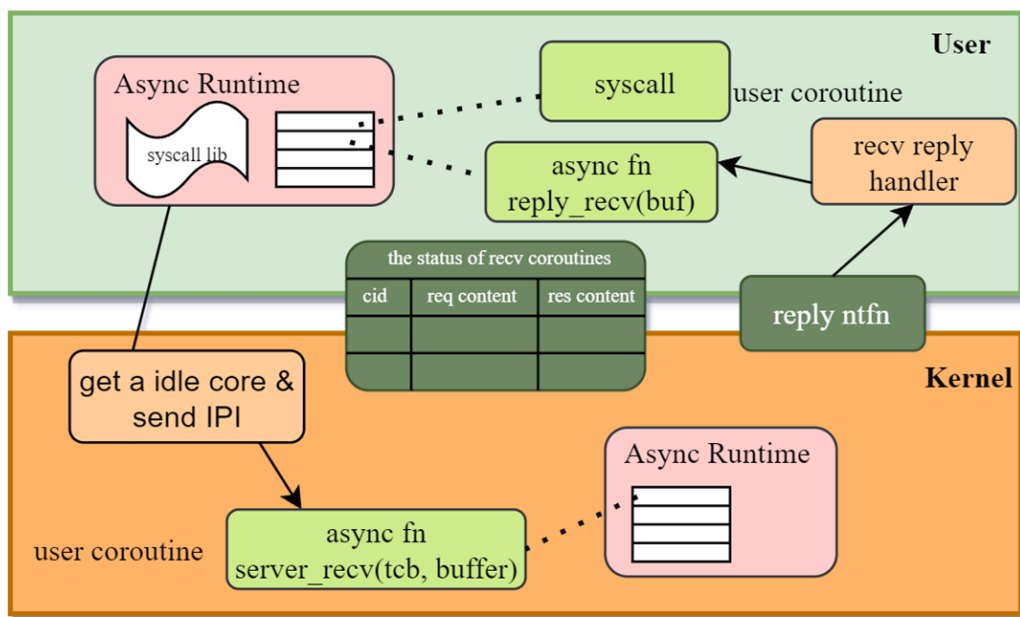 User
Async Runtime
syscall lib
syscall
user coroutine
async fn
reply_recv(buf)
recv reply
handler
the status of recv coroutines
cid req content res content
reply ntfn
Kernel
get a idle core &
send IPI
Async Runtime
user coroutine
async fn
server_recv(tcb, buffer)